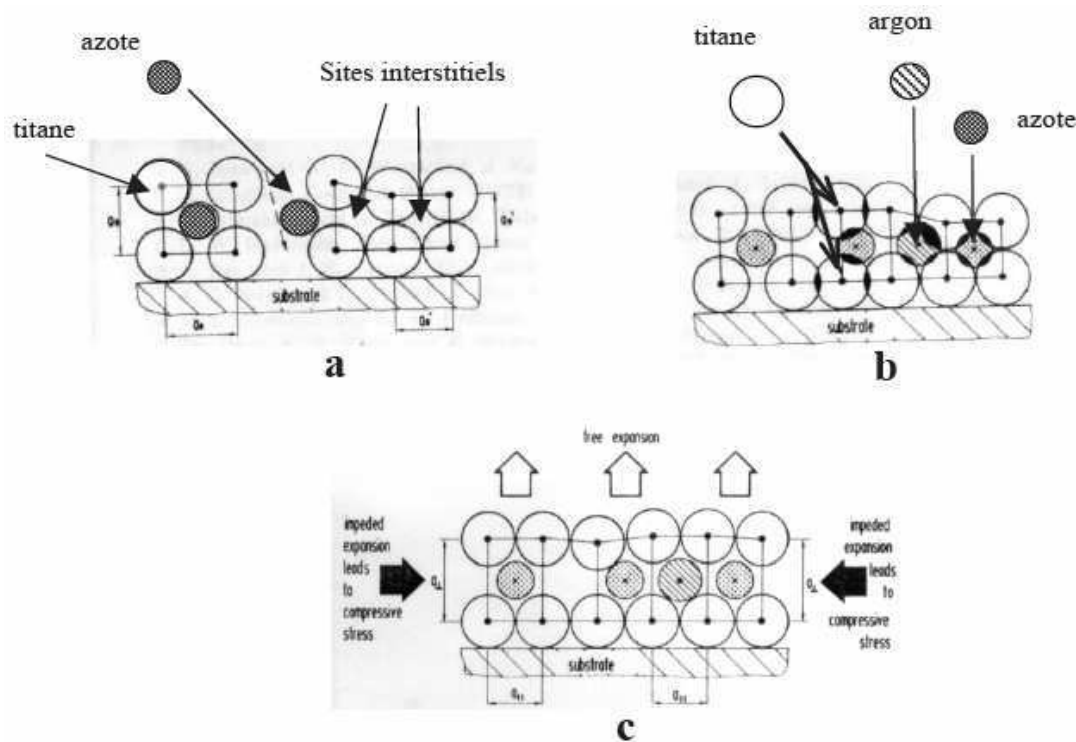 azote
Sites interstitiels
titane
substrate
a
titane
argon
azote
substrate
b
free expansion
impeded
expansion
leads
to
compressive
stress
impeded
expansion
leads
to
compressive
stress
substrate
c